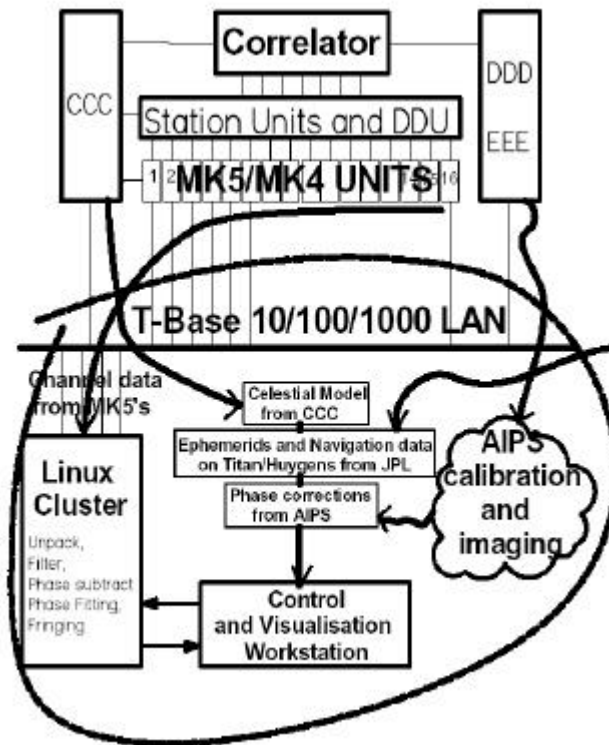 Correlator
CCC
DDD
EEE
Station Units and DDU
1 2 MK5/MK4 UNITS 16
T-Base 10/100/1000 LAN
Channel data
from MK5's
Celestial Model
from CCC
Ephemerids and Navigation data
on Titan/Huygens from JPL
Phase corrections
from AIPS
AIPS
calibration
and
imaging
Linux
Cluster
Unpack,
Filter,
Phase subtract
Phase Fitting,
Fringing
Control
and Visualisation
Workstation